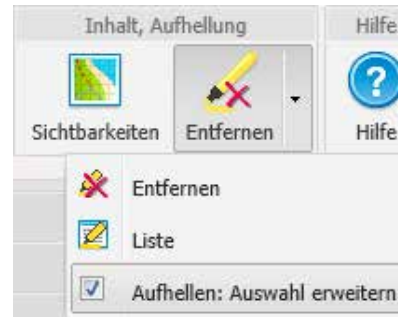 Inhalt, Aufhellung
Hilfe
Sichtbarkeiten
Entfernen
Hilfe
Entfernen
Liste
Aufhellen: Auswahl erweitern